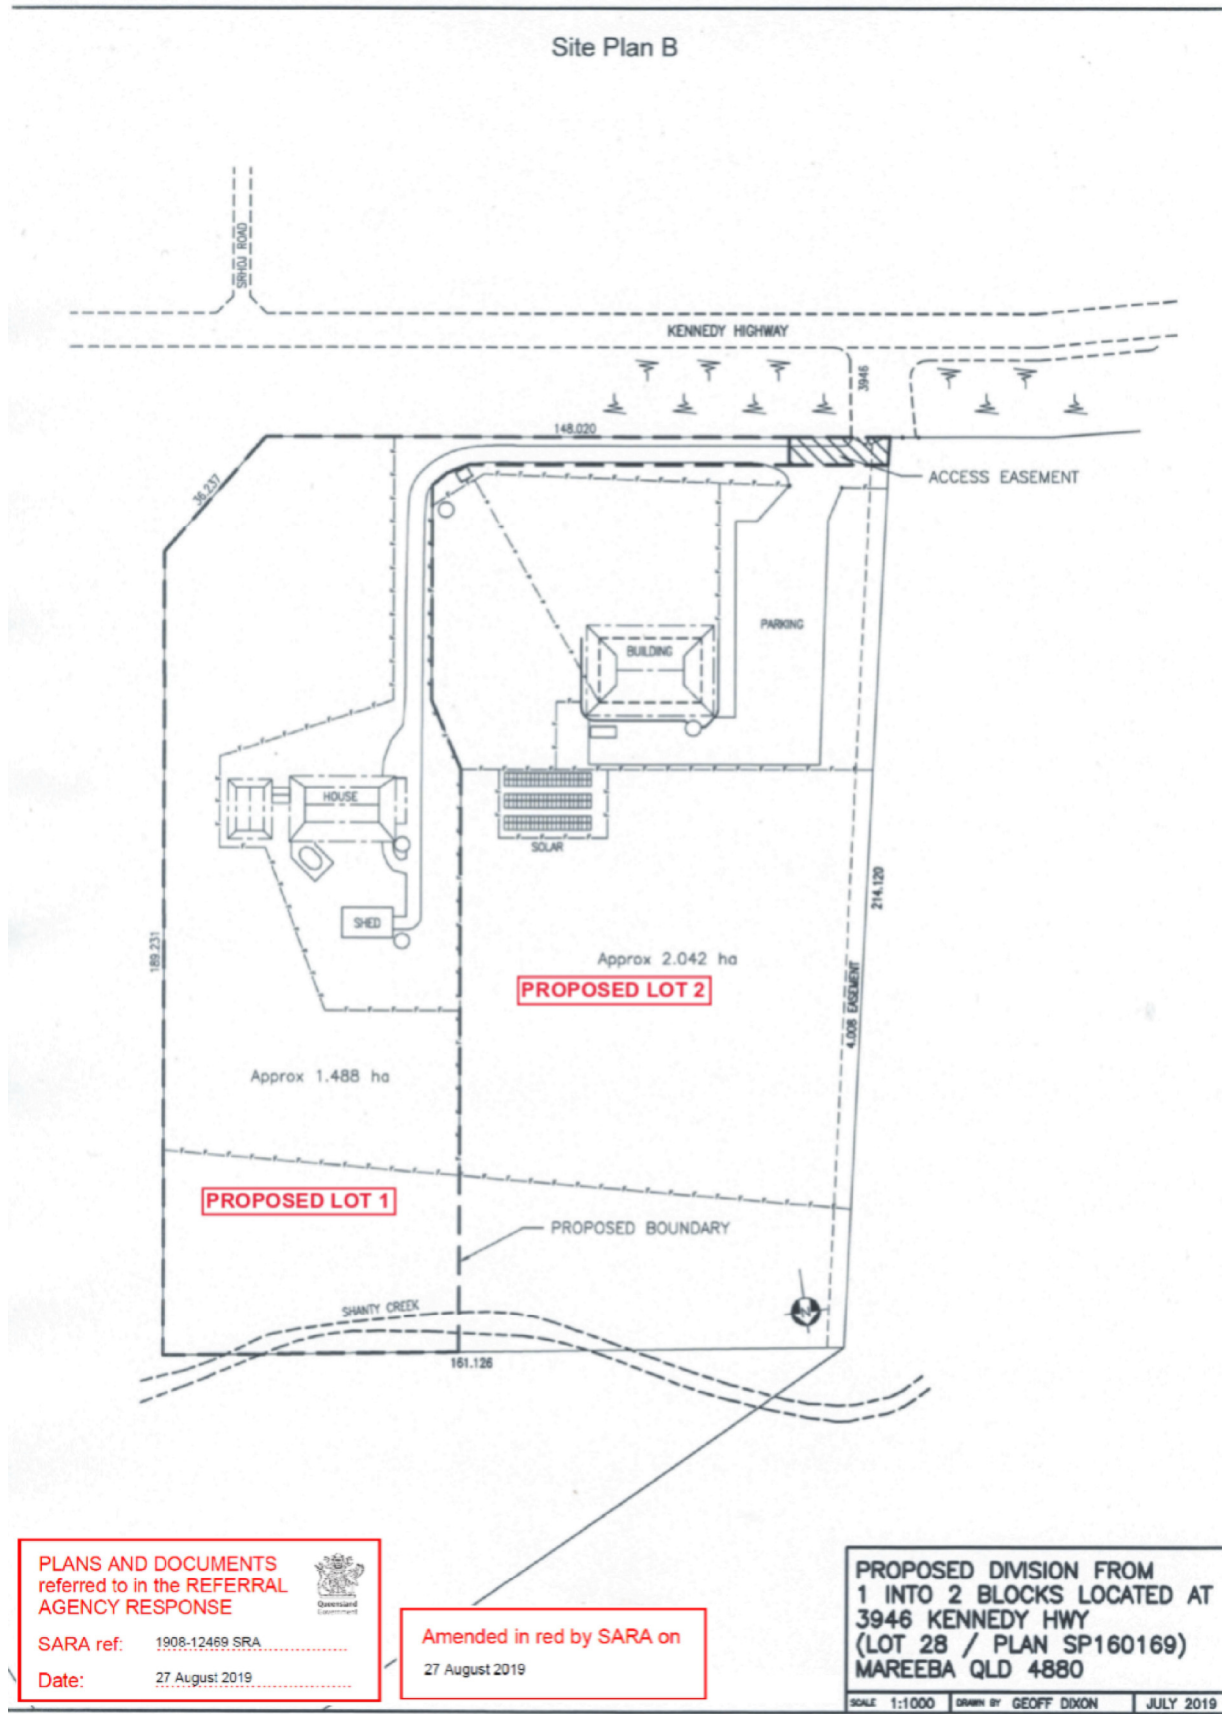 Site Plan B
SRHOJ ROAD
KENNEDY HIGHWAY
3946
148.020
36.237
ACCESS EASEMENT
PARKING
BUILDING
HOUSE
SOLAR
SHED
214.120
189.231
Approx 2.042 ha
PROPOSED LOT 2
4.008 EASEMENT
Approx 1.488 ha
PROPOSED LOT 1
PROPOSED BOUNDARY
SHANTY CREEK
N
161.126
PLANS AND DOCUMENTS
referred to in the REFERRAL
AGENCY RESPONSE
Queensland
Government
SARA ref: 1908-12469 SRA
Date: 27 August 2019
Amended in red by SARA on
27 August 2019
PROPOSED DIVISION FROM
1 INTO 2 BLOCKS LOCATED AT
3946 KENNEDY HWY
(LOT 28 / PLAN SP160169)
MAREEBA QLD 4880
SCALE 1:1000 DRAWN BY GEOFF DIXON JULY 2019